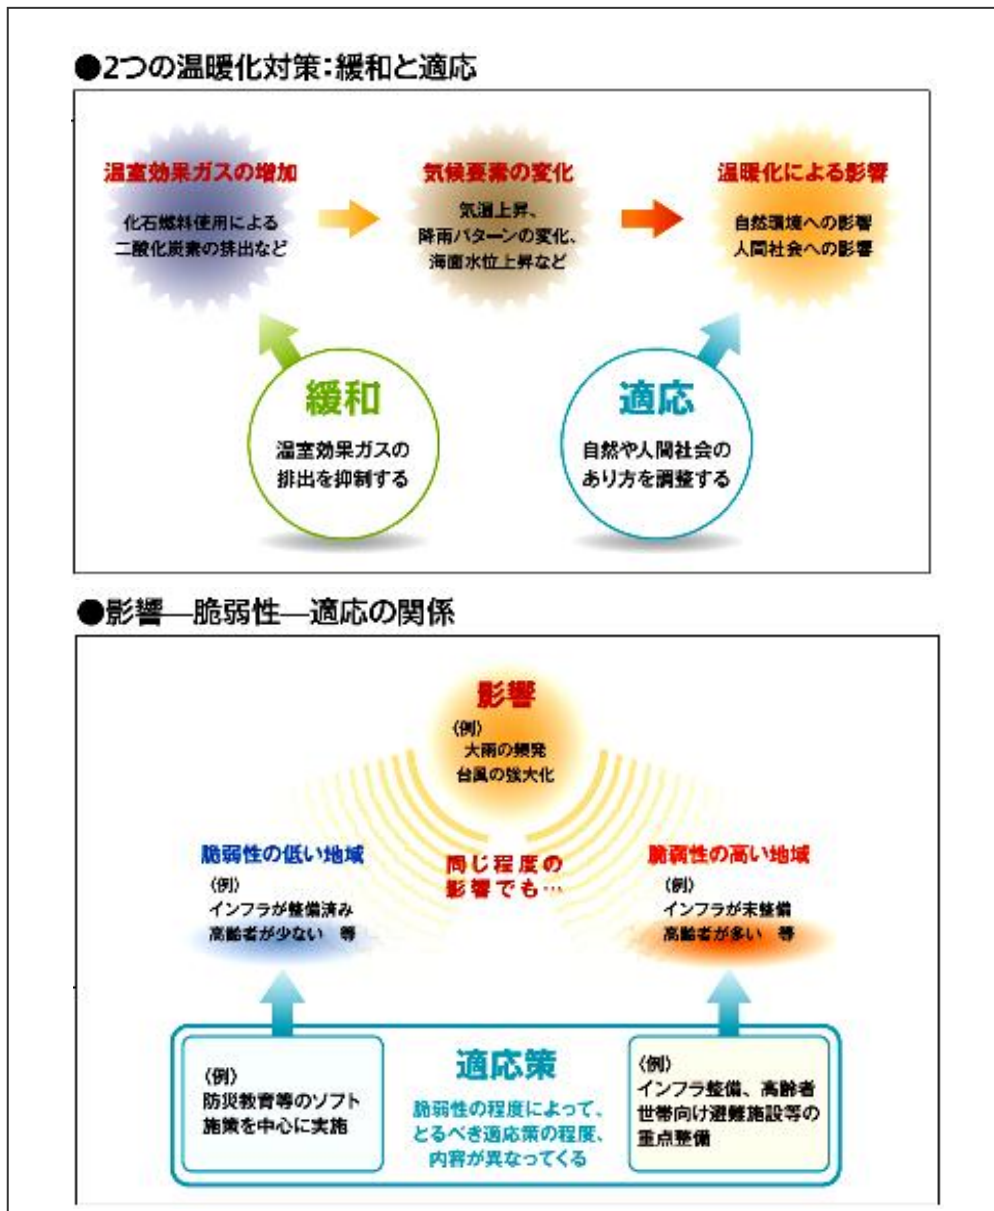 ●2つの温暖化対策:緩和と適応
温室効果ガスの増加
化石燃料使用による
二酸化炭素の排出など
気候要素の変化
気温上昇、
降雨パターンの変化、
海面水位上昇など
温暖化による影響
自然環境への影響
人間社会への影響
緩和
温室効果ガスの
排出を抑制する
適応
自然や人間社会の
あり方を調整する
●影響―脆弱性―適応の関係
影響
〈例〉
大雨の頻発
台風の強大化
脆弱性の低い地域
〈例〉
インフラが整備済み
高齢者が少ない 等
同じ程度の
影響でも…
脆弱性の高い地域
〈例〉
インフラが未整備
高齢者が多い 等
〈例〉
防災教育等のソフト
施策を中心に実施
適応策
脆弱性の程度によって、
とるべき適応策の程度、
内容が異なってくる
〈例〉
インフラ整備、高齢者
世帯向け避難施設等の
重点整備